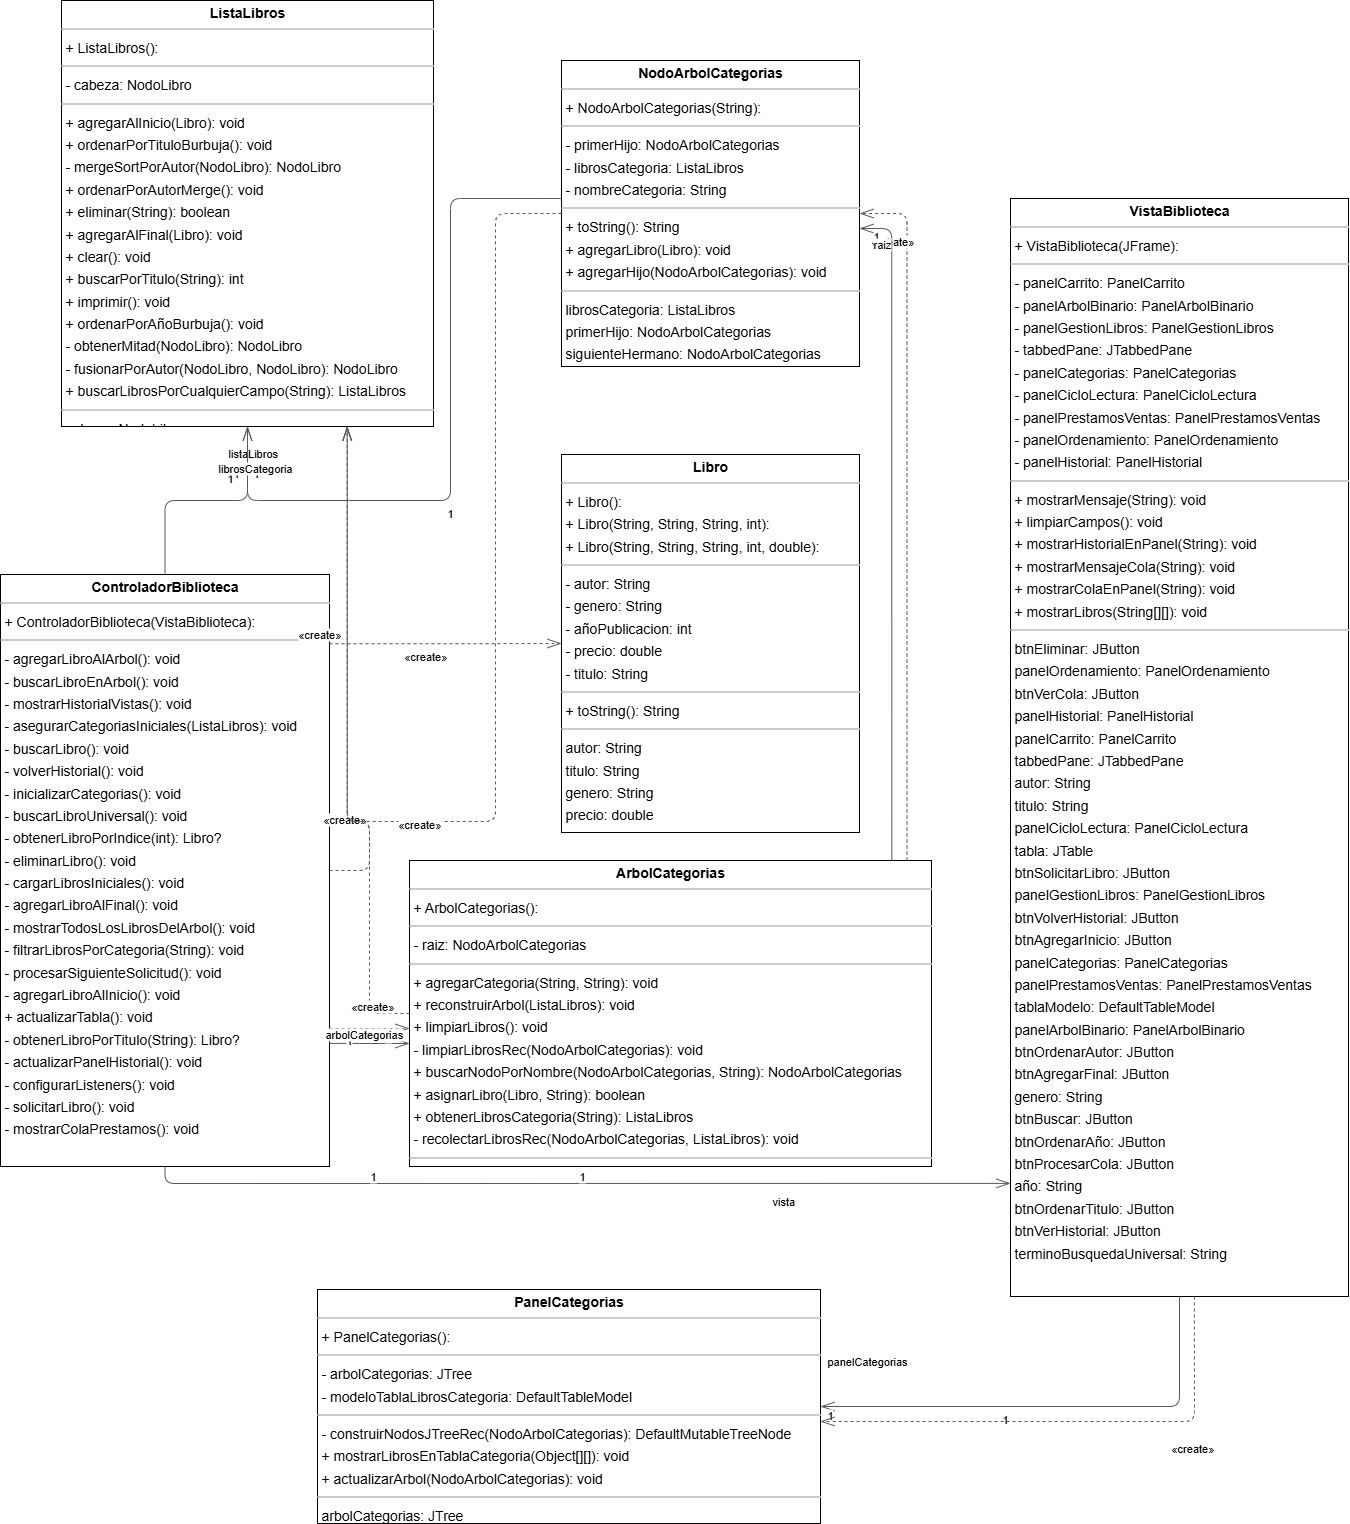 ListaLibros
+ ListaLibros():
- cabeza: NodoLibro
+ agregarAlInicio(Libro): void
+ ordenarPorTituloBurbuja(): void
- mergeSortPorAutor(NodoLibro): NodoLibro
+ ordenarPorAutorMerge(): void
+ eliminar(String): boolean
+ agregarAlFinal(Libro): void
+ clear(): void
+ buscarPorTitulo(String): int
+ imprimir(): void
+ ordenarPorAñoBurbuja(): void
- obtenerMitad(NodoLibro): NodoLibro
- fusionarPorAutor(NodoLibro, NodoLibro): NodoLibro
+ buscarLibrosPorCualquierCampo(String): ListaLibros
NodoArbolCategorias
+ NodoArbolCategorias(String):
- primerHijo: NodoArbolCategorias
- librosCategoria: ListaLibros
- nombreCategoria: String
+ toString(): String
+ agregarLibro(Libro): void
+ agregarHijo(NodoArbolCategorias): void
librosCategoria: ListaLibros
primerHijo: NodoArbolCategorias
siguienteHermano: NodoArbolCategorias
1
raiz
VistaBiblioteca
+ VistaBiblioteca(JFrame):
- panelCarrito: PanelCarrito
- panelArbolBinario: PanelArbolBinario
- panelGestionLibros: PanelGestionLibros
- tabbedPane: JTabbedPane
- panelCategorias: PanelCategorias
- panelCicloLectura: PanelCicloLectura
- panelPrestamosVentas: PanelPrestamosVentas
- panelOrdenamiento: PanelOrdenamiento
- panelHistorial: PanelHistorial
+ mostrarMensaje(String): void
+ limpiarCampos(): void
+ mostrarHistorialEnPanel(String): void
+ mostrarMensajeCola(String): void
+ mostrarColaEnPanel(String): void
+ mostrarLibros(String[][]): void
btnEliminar: JButton
panelOrdenamiento: PanelOrdenamiento
btnVerCola: JButton
panelHistorial: PanelHistorial
panelCarrito: PanelCarrito
tabbedPane: JTabbedPane
autor: String
titulo: String
panelCicloLectura: PanelCicloLectura
tabla: JTable
btnSolicitarLibro: JButton
panelGestionLibros: PanelGestionLibros
btnVolverHistorial: JButton
btnAgregarInicio: JButton
panelCategorias: PanelCategorias
panelPrestamosVentas: PanelPrestamosVentas
tablaModelo: DefaultTableModel
panelArbolBinario: PanelArbolBinario
btnOrdenarAutor: JButton
btnAgregarFinal: JButton
genero: String
btnBuscar: JButton
btnOrdenarAño: JButton
btnProcesarCola: JButton
año: String
btnOrdenarTitulo: JButton
btnVerHistorial: JButton
terminoBusquedaUniversal: String
listaLibros
librosCategoria
1
1
Libro
+ Libro():
+ Libro(String, String, String, int):
+ Libro(String, String, String, int, double):
- autor: String
- genero: String
- añoPublicacion: int
- precio: double
- titulo: String
+ toString(): String
autor: String
titulo: String
genero: String
precio: double
ControladorBiblioteca
+ ControladorBiblioteca(VistaBiblioteca):
- agregarLibroAlArbol(): void
- buscarLibroEnArbol(): void
- mostrarHistorialVistas(): void
- asegurarCategoriasIniciales(ListaLibros): void
- buscarLibro(): void
- volverHistorial(): void
- inicializarCategorias(): void
- buscarLibroUniversal(): void
- obtenerLibroPorIndice(int): Libro?
- eliminarLibro(): void
- cargarLibrosIniciales(): void
- agregarLibroAlFinal(): void
- mostrarTodosLosLibrosDelArbol(): void
- filtrarLibrosPorCategoria(String): void
- procesarSiguienteSolicitud(): void
- agregarLibroAlInicio(): void
+ actualizarTabla(): void
- obtenerLibroPorTitulo(String): Libro?
- actualizarPanelHistorial(): void
- configurarListeners(): void
- solicitarLibro(): void
- mostrarColaPrestamos(): void
«create»
«create»
«create»
«create»
«create»
arbolCategorias
ArbolCategorias
+ ArbolCategorias():
- raiz: NodoArbolCategorias
+ agregarCategoria(String, String): void
+ reconstruirArbol(ListaLibros): void
+ limpiarLibros(): void
- limpiarLibrosRec(NodoArbolCategorias): void
+ buscarNodoPorNombre(NodoArbolCategorias, String): NodoArbolCategorias
+ asignarLibro(Libro, String): boolean
+ obtenerLibrosCategoria(String): ListaLibros
- recolectarLibrosRec(NodoArbolCategorias, ListaLibros): void
1
1
vista
PanelCategorias
+ PanelCategorias():
- arbolCategorias: JTree
- modeloTablaLibrosCategoria: DefaultTableModel
- construirNodosJTreeRec(NodoArbolCategorias): DefaultMutableTreeNode
+ mostrarLibrosEnTablaCategoria(Object[][]): void
+ actualizarArbol(NodoArbolCategorias): void
arbolCategorias: JTree
panelCategorias
1
1
«create»